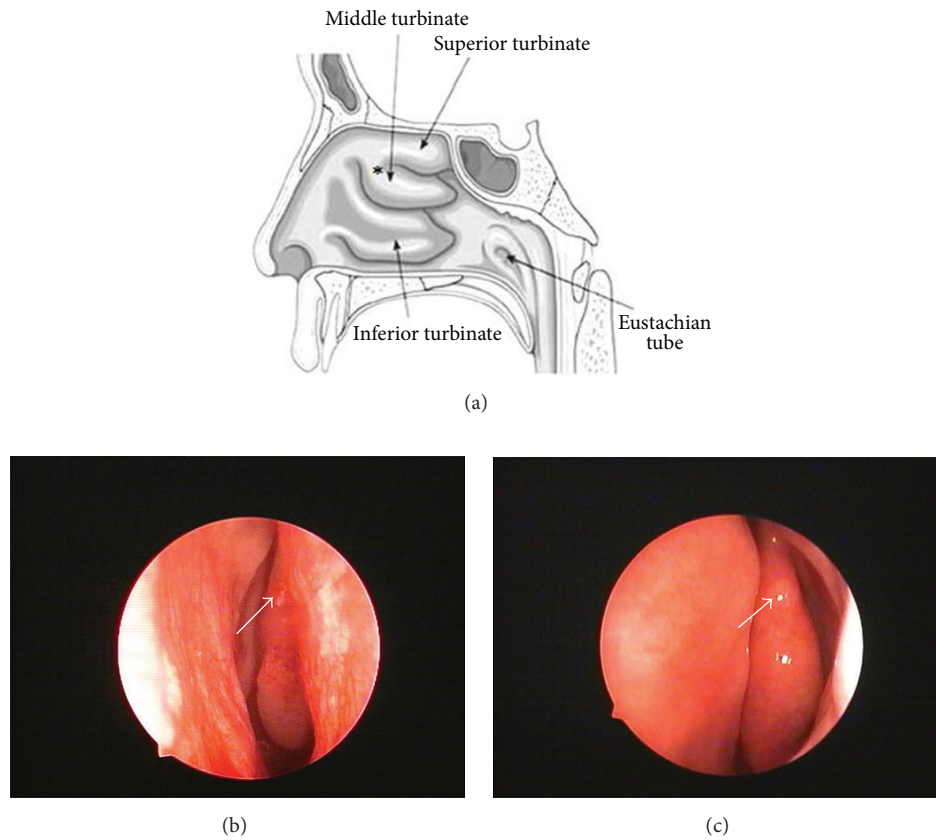 Middle turbinate
Superior turbinate
*
Inferior turbinate
Eustachian
tube
(a)
(b)
(c)